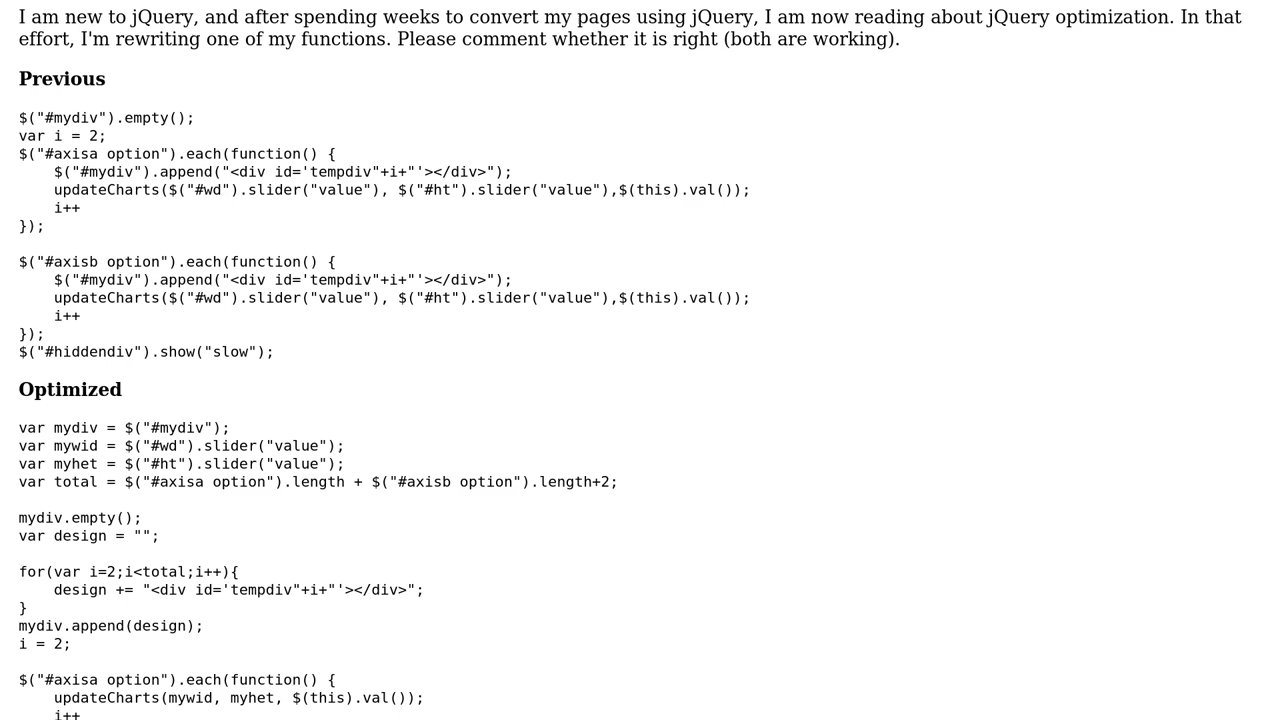 I am new to jQuery, and after spending weeks to convert my pages using jQuery, I am now reading about jQuery optimization. In that
effort, I'm rewriting one of my functions. Please comment whether it is right (both are working).
Previous
$("#mydiv").empty();
var i = 2;
$("#axisa option").each(function() {
    $("#mydiv").append("<div id='tempdiv"+i+"'></div>");
    updateCharts($("#wd").slider("value"), $("#ht").slider("value"),$(this).val());
    i++
});
$("#axisb option").each(function() {
    $("#mydiv").append("<div id='tempdiv"+i+"'></div>");
    updateCharts($("#wd").slider("value"), $("#ht").slider("value"),$(this).val());
    i++
});
$("#hiddendiv").show("slow");
Optimized
var mydiv = $("#mydiv");
var mywid = $("#wd").slider("value");
var myhet = $("#ht").slider("value");
var total = $("#axisa option").length + $("#axisb option").length+2;
mydiv.empty();
var design = "";
for(var i=2;i<total;i++){
    design += "<div id='tempdiv"+i+"'></div>";
}
mydiv.append(design);
i = 2;
$("#axisa option").each(function() {
    updateCharts(mywid, myhet, $(this).val());
    i++